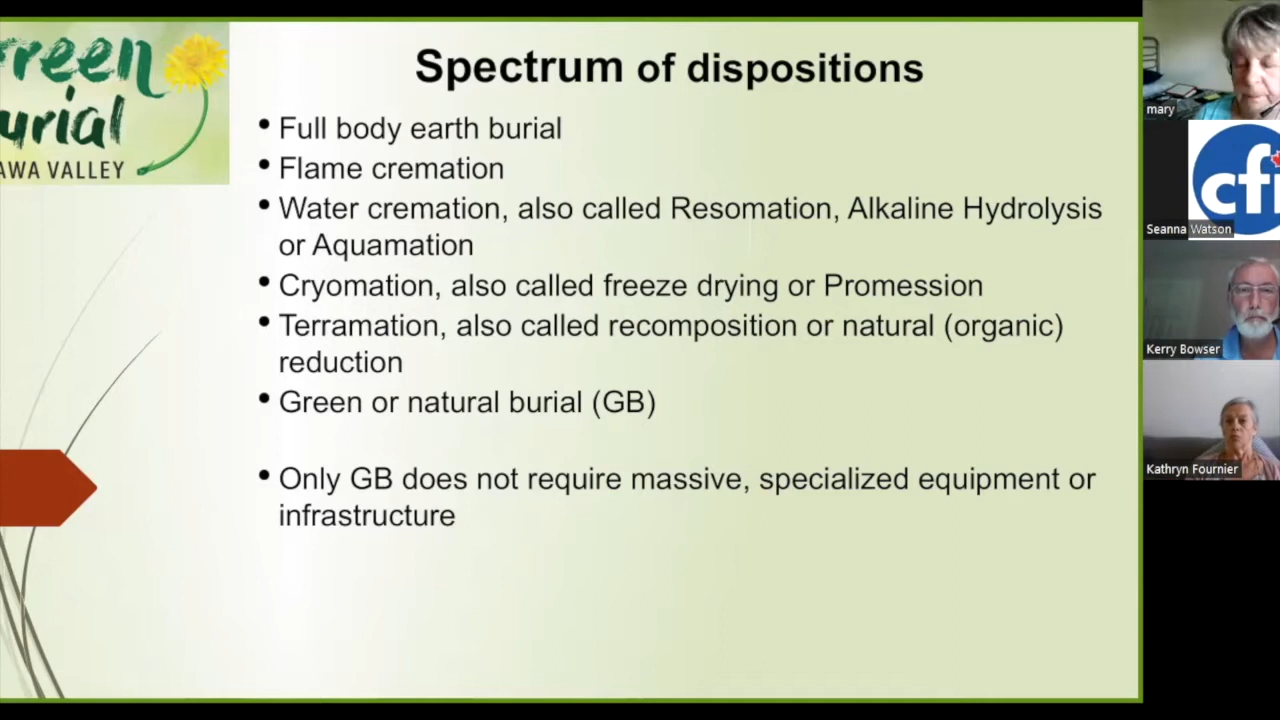 Spectrum of dispositions
• Full body earth burial
• Flame cremation
• Water cremation, also called Resomation, Alkaline Hydrolysis
or Aquamation
• Cryomation, also called freeze drying or Promession
• Terramation, also called recomposition or natural (organic)
reduction
• Green or natural burial (GB)
• Only GB does not require massive, specialized equipment or
infrastructure
reen
urial
AWA VALLEY
mary
cfi
Seanna Watson
Kerry Bowser
Kathryn Fournier